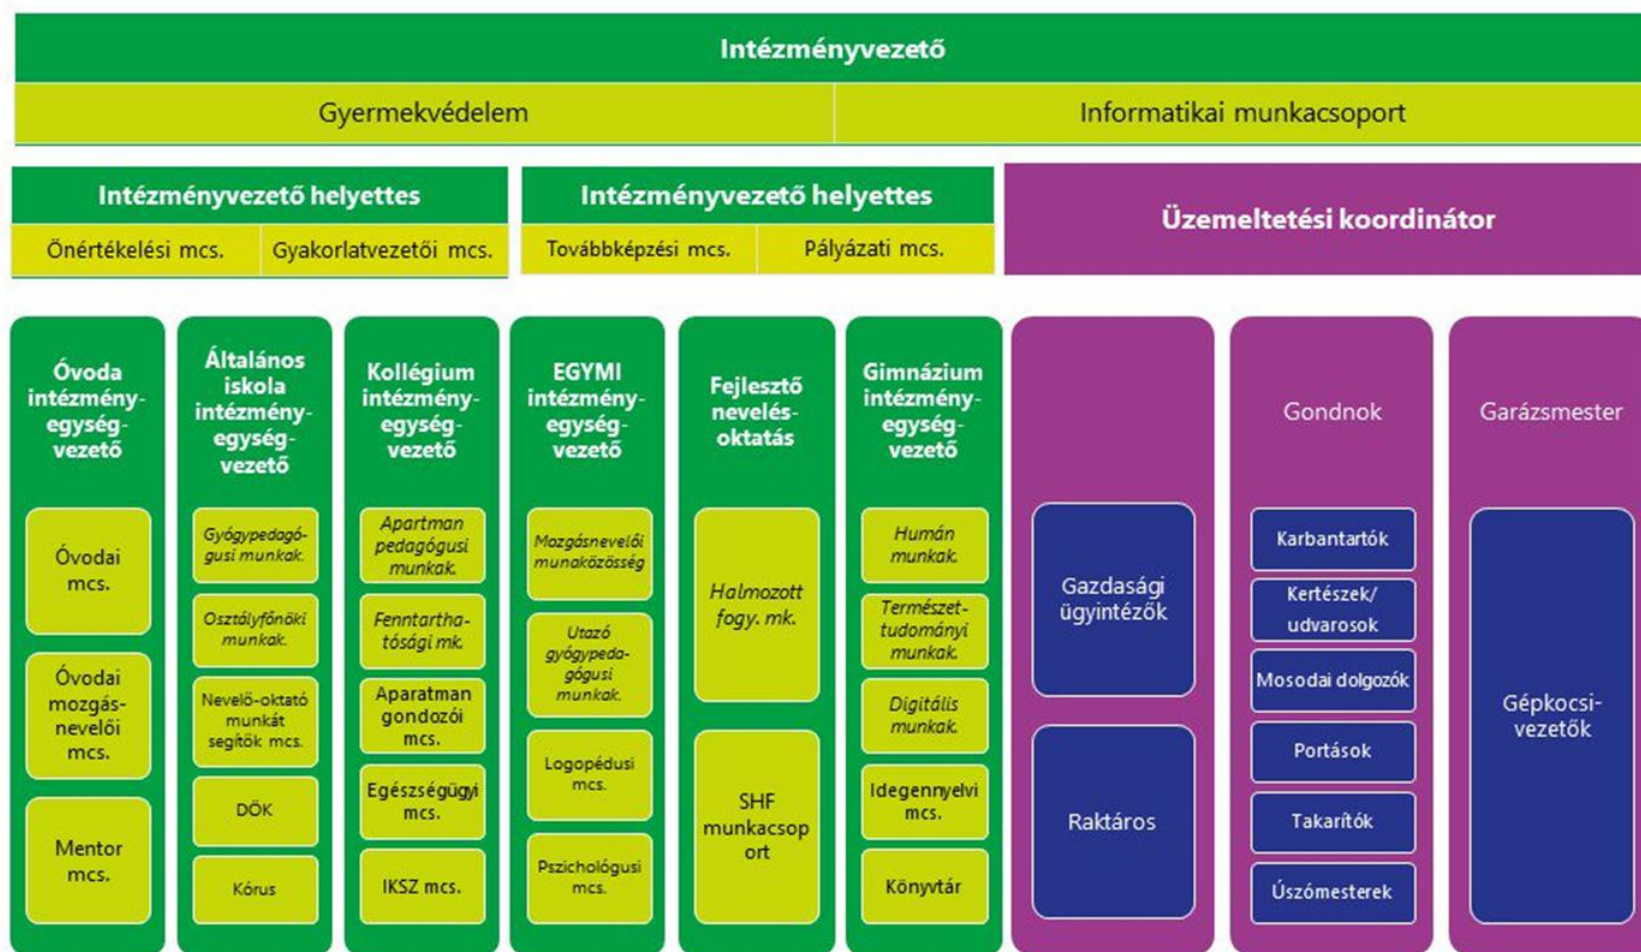 Intézményvezető
Gyermekvédelem
Informatikai munkacsoport
Intézményvezető helyettes
Önértékelési mcs.
Gyakorlatvezetői mcs.
Intézményvezető helyettes
Továbbképzési mcs.
Pályázati mcs.
Üzemeltetési koordinátor
Óvoda
intézmény-
egység-
vezető
Óvodai
mcs.
Óvodai
mozgás-
nevelői
mcs.
Mentor
mcs.
Általános
iskola
intézmény-
egység-
vezető
Gyógypedagó-
gusi munkak.
Osztályfőnöki
munkak.
Nevelő-oktató
munkát
segítők mcs.
DÖK
Kórus
Kollégium
intézmény-
egység-
vezető
Apartman
pedagógusi
munkak.
Fenntartha-
tósági mk.
Aparatman
gondozói
mcs.
Egészségügyi
mcs.
IKSZ mcs.
EGYMI
intézmény-
egység-
vezető
Mozgásnevelői
munaközösség
Utazó
gyógypeda-
gógusi
munkak.
Logopédusi
mcs.
Pszichológusi
mcs.
Fejlesztő
nevelés-
oktatás
Halmozott
fogy. mk.
SHF
munkacsop
ort
Gimnázium
intézmény-
egység-
vezető
Humán
munkak.
Természet-
tudományi
munkak.
Digitális
munkak.
Idegennyelvi
mcs.
Könyvtár
Gazdasági
ügyintézők
Raktáros
Gondnok
Karbantartók
Kertészek/
udvarosok
Mosodai dolgozók
Portások
Takarítók
Úszómesterek
Garázsmester
Gépkocsi-
vezetők